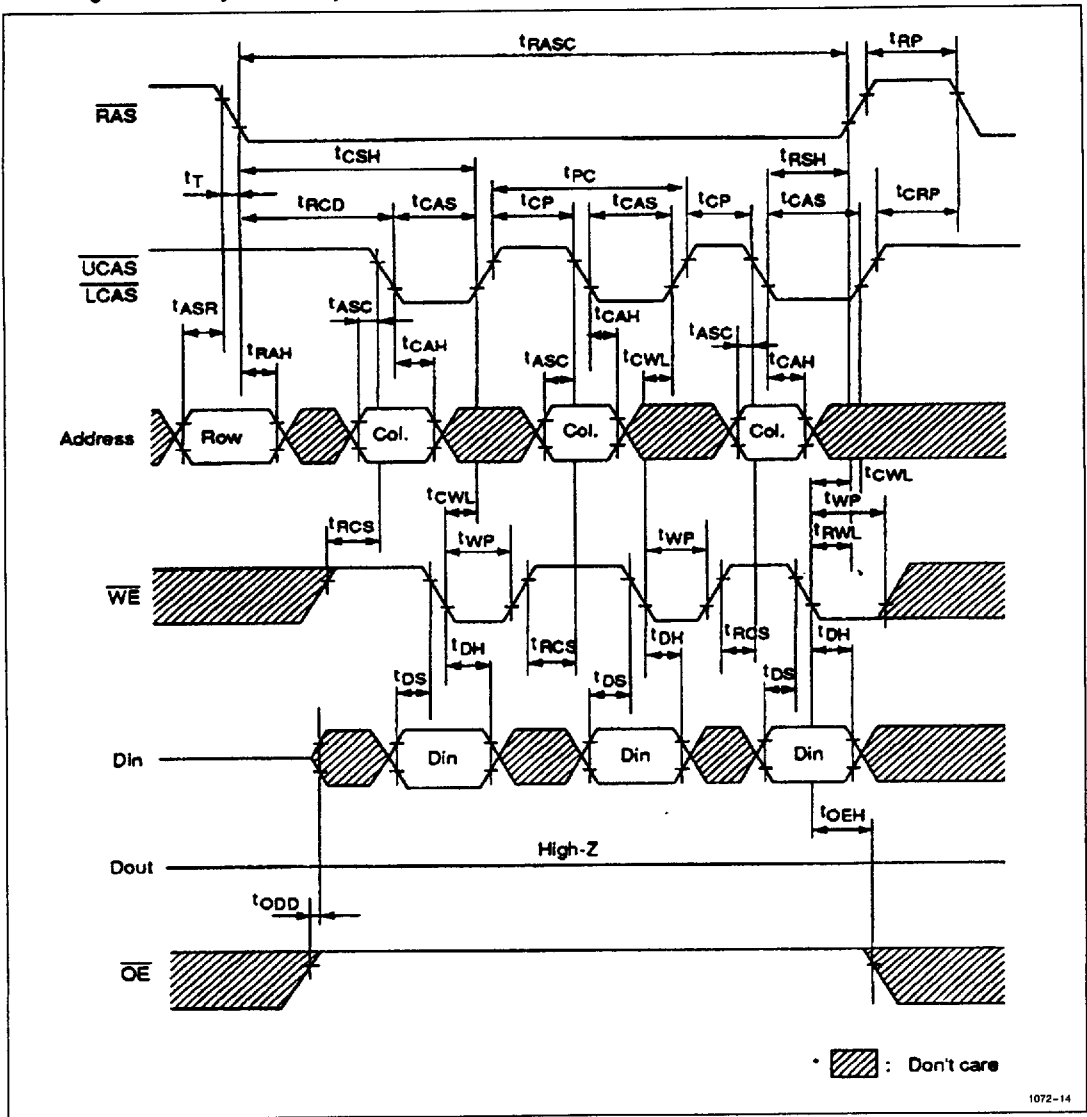 tRASC
tRP
RAS
tCSH
tRSH
tT
tPC
tRCD
tCAS
tCP
tCAS
tCP
tCAS
tCRP
UCAS
LCAS
tASR
tASC
tCAH
tRAH
tCAH
tASC
tCWL
tASC
tCAH
Address
Row
Col.
Col.
Col.
tCWL
tCWL
tWP
tRCS
tWP
tWP
tRWL
WE
tDH
tRCS
tDH
tRCS
tDH
tDS
tDS
tDS
Din
Din
Din
Din
tOEH
High-Z
Dout
tODD
OE
* : Don't care
1072-14